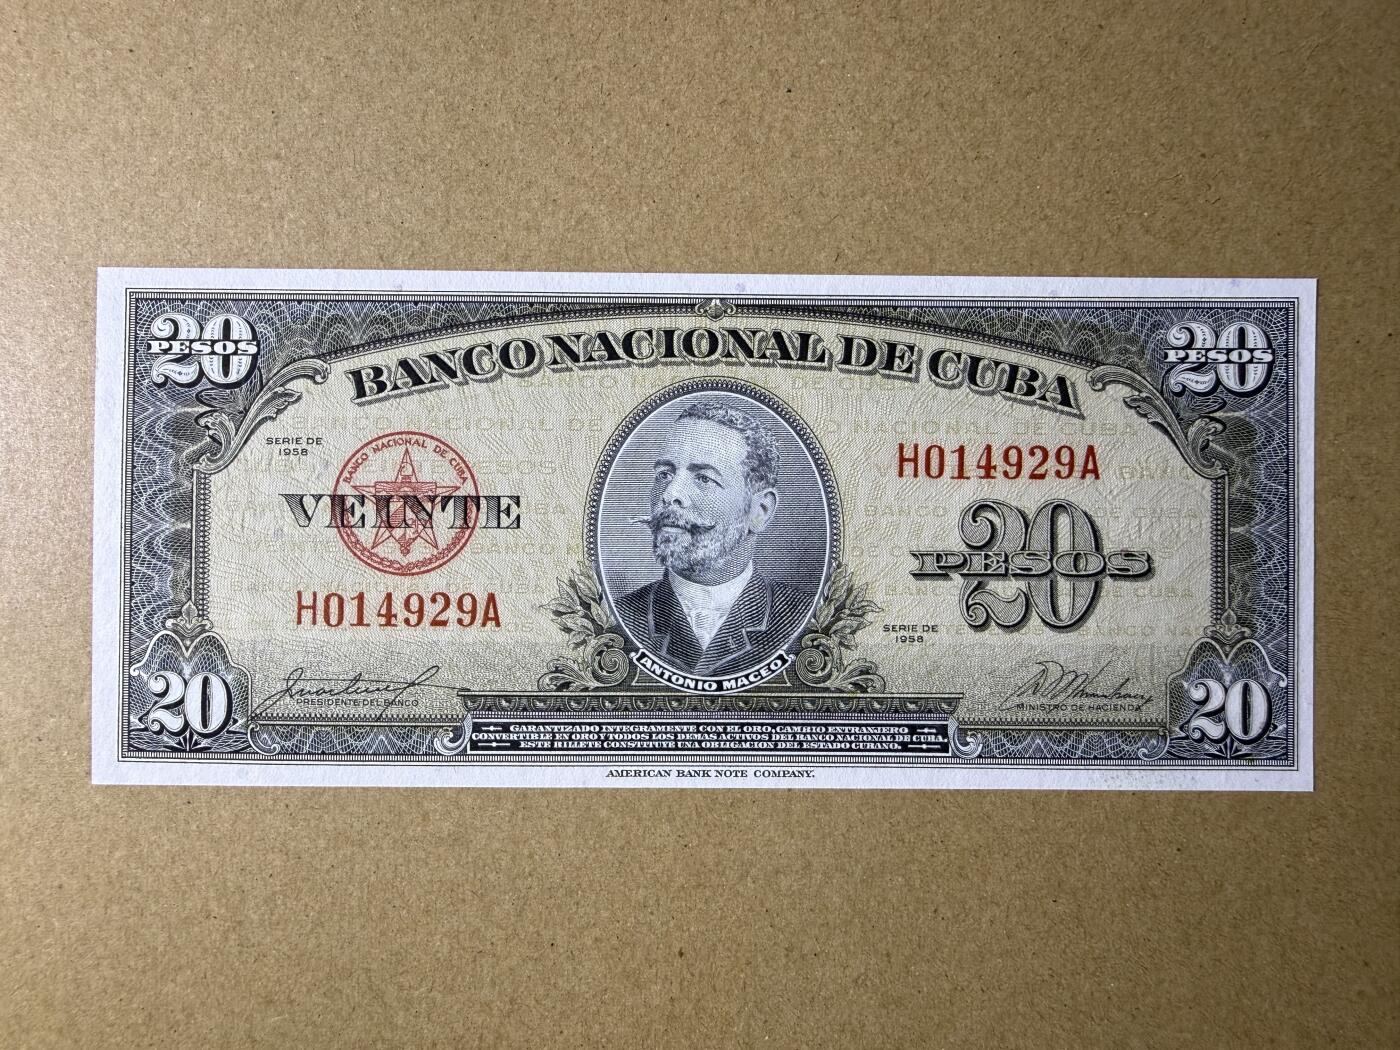 20
PESOS
20
PESOS
BANCO NACIONAL DE CUBA
SERIE DE
1958
BANCO NACIONAL DE CUBA
VEINTE
H014929A
H014929A
20
PESOS
SERIE DE
1958
ANTONIO MACEO
PRESIDENTE DEL BANCO
MINISTRO DE HACIENDA
20
20
GARANTIZADO INTEGRAMENTE CON EL ORO, CAMBIO EXTRANJERO
CONVERTIBLE EN ORO Y TODOS LOS DEMAS ACTIVOS DEL BANCO NACIONAL DE CUBA.
ESTE BILLETE CONSTITUYE UNA OBLIGACION DEL ESTADO CUBANO.
AMERICAN BANK NOTE COMPANY.